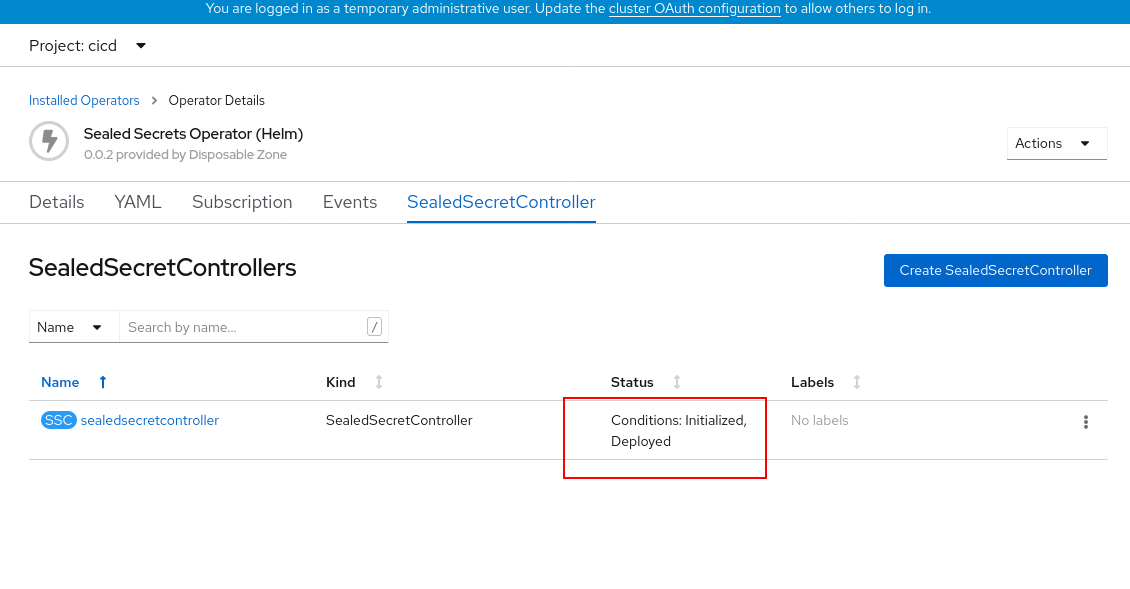 You are logged in as a temporary administrative user. Update the cluster OAuth configuration to allow others to log in.
Project: cicd
Installed Operators > Operator Details
Sealed Secrets Operator (Helm)
0.0.2 provided by Disposable Zone
Actions
Details YAML Subscription Events SealedSecretController
SealedSecretControllers
Create SealedSecretController
Name Search by name... /
Name Kind Status Labels
SSC sealedsecretcontroller SealedSecretController Conditions: Initialized, No labels
Deployed